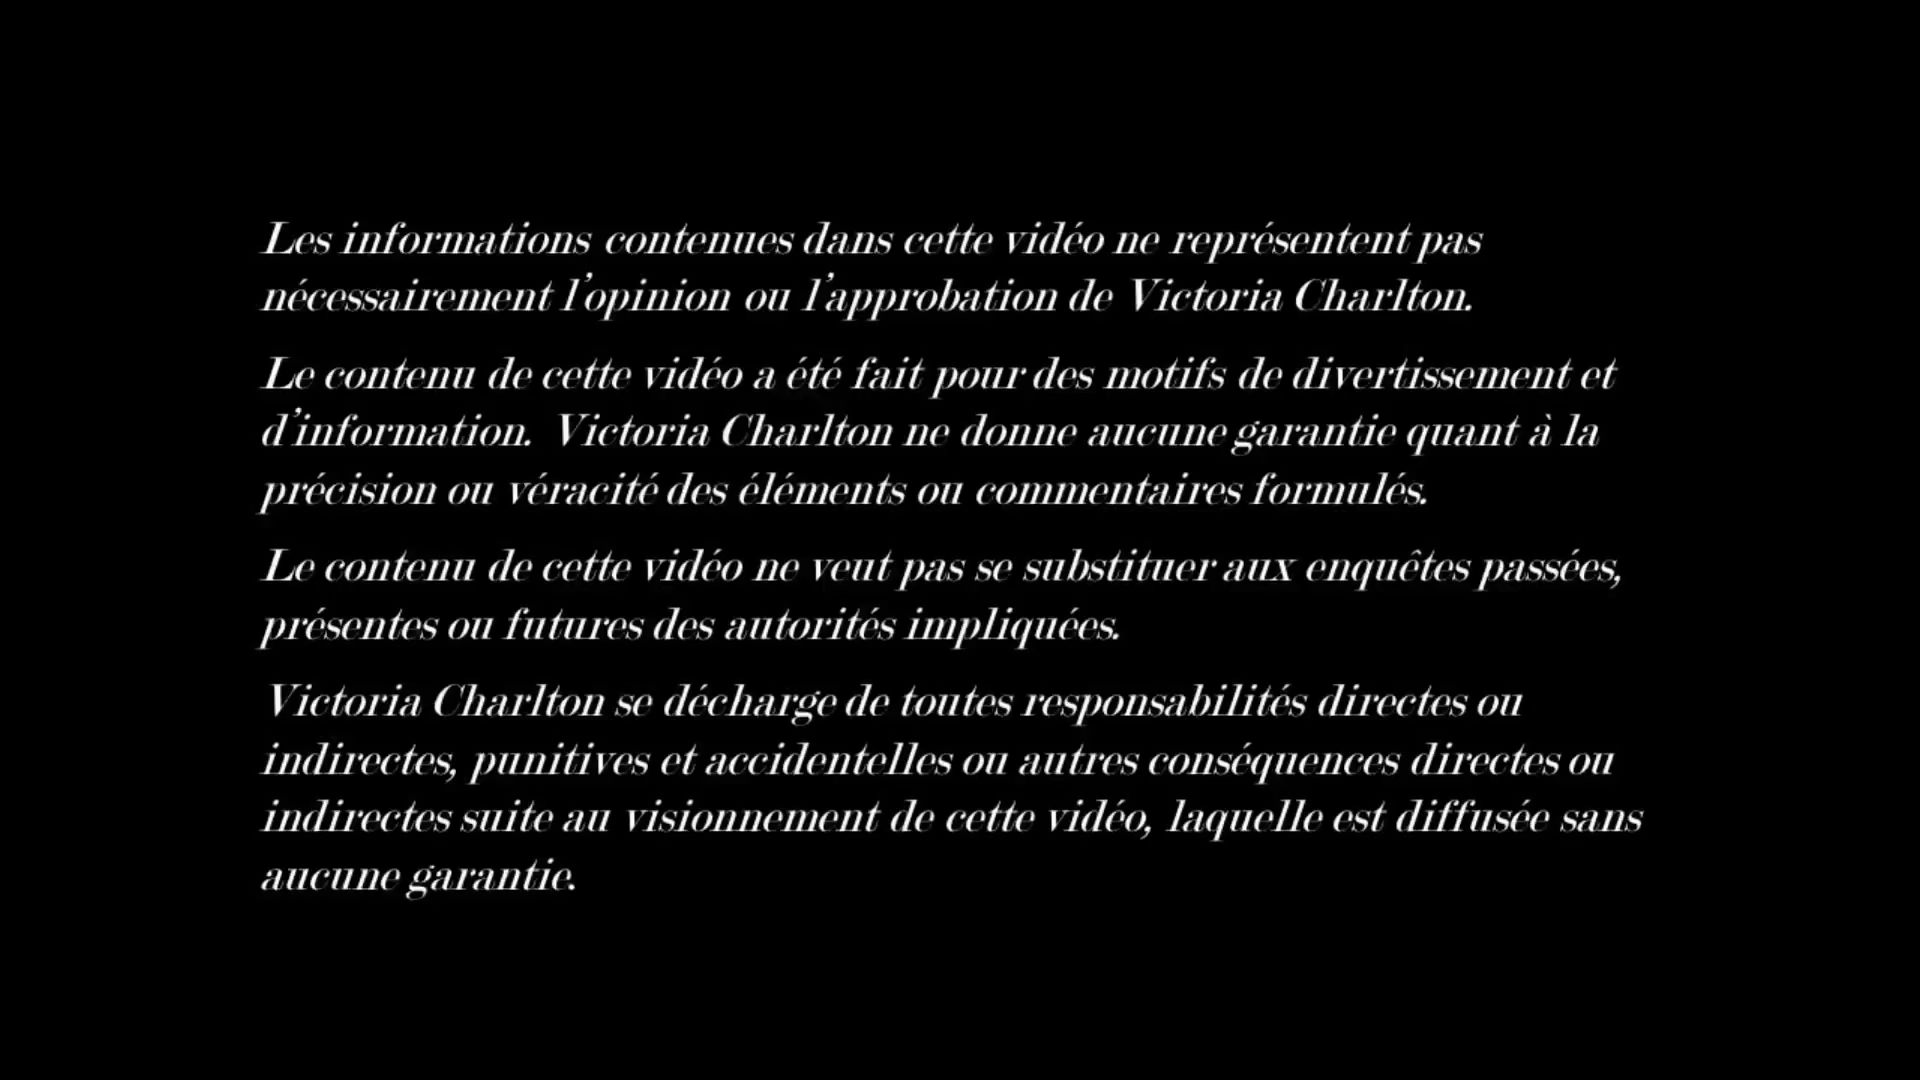 Les informations contenues dans cette vidéo ne représentent pas
nécessairement l’opinion ou l’approbation de Victoria Charlton.
Le contenu de cette vidéo a été fait pour des motifs de divertissement et
d’information. Victoria Charlton ne donne aucune garantie quant à la
précision ou véracité des éléments ou commentaires formulés.
Le contenu de cette vidéo ne veut pas se substituer aux enquêtes passées,
présentes ou futures des autorités impliquées.
Victoria Charlton se décharge de toutes responsabilités directes ou
indirectes, punitives et accidentelles ou autres conséquences directes ou
indirectes suite au visionnement de cette vidéo, laquelle est diffusée sans
aucune garantie.